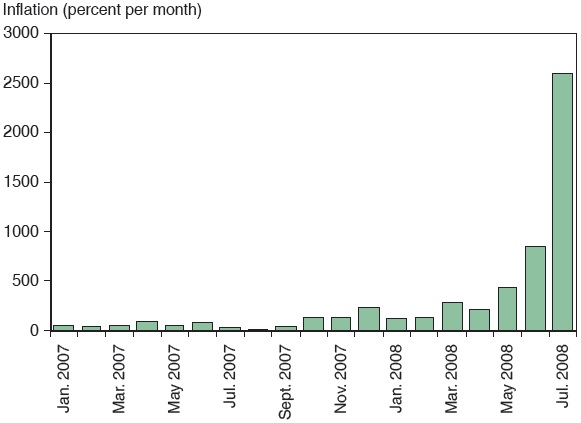 Inflation (percent per month)
3000
2500
2000
1500
1000
500
0
Jan. 2007
Mar. 2007
May 2007
Jul. 2007
Sept. 2007
Nov. 2007
Jan. 2008
Mar. 2008
May 2008
Jul. 2008